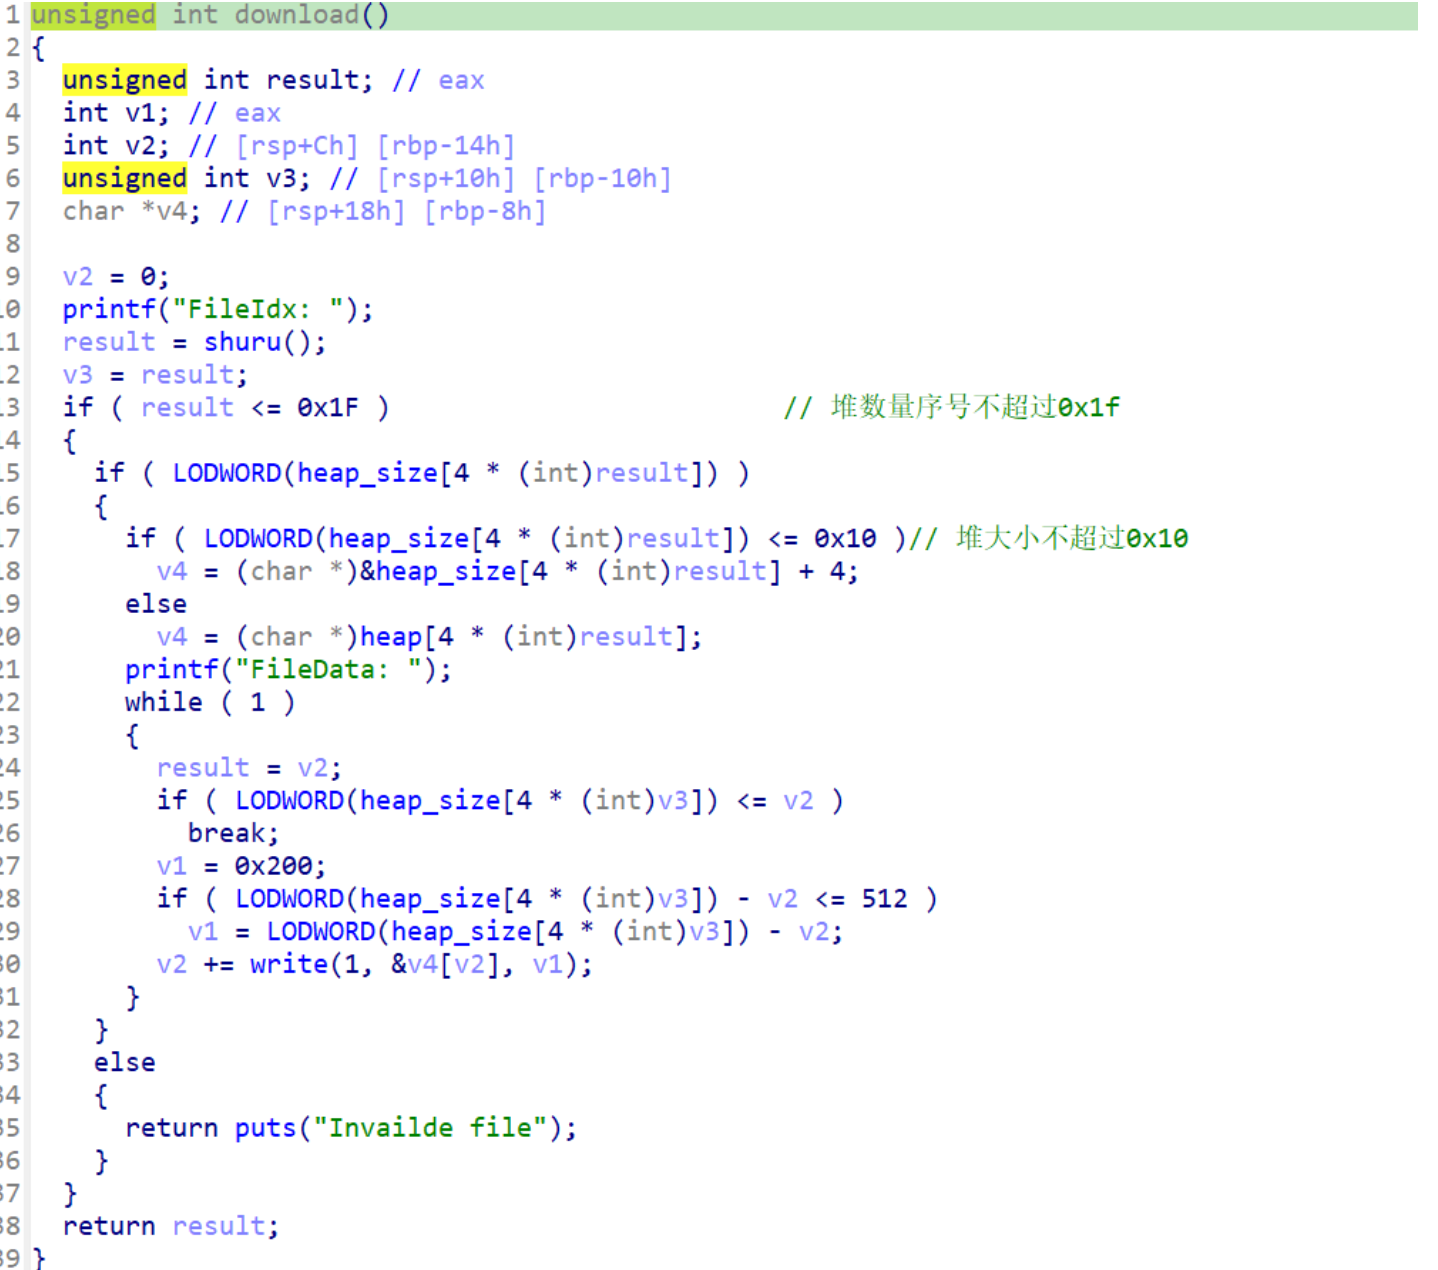 1 unsigned int download()
2 {
3 unsigned int result; // eax
4 int v1; // eax
5 int v2; // [rsp+Ch] [rbp-14h]
6 unsigned int v3; // [rsp+10h] [rbp-10h]
7 char *v4; // [rsp+18h] [rbp-8h]
8
9 v2 = 0;
10 printf("FileIdx: ");
11 result = shuru();
12 v3 = result;
13 if ( result <= 0x1F ) // 堆数量序号不超过0x1f
14 {
15 if ( LODWORD(heap_size[4 * (int)result]) )
16 {
17 if ( LODWORD(heap_size[4 * (int)result]) <= 0x10 )// 堆大小不超过0x10
18 v4 = (char *)&heap_size[4 * (int)result] + 4;
19 else
20 v4 = (char *)heap[4 * (int)result];
21 printf("FileData: ");
22 while ( 1 )
23 {
24 result = v2;
25 if ( LODWORD(heap_size[4 * (int)v3]) <= v2 )
26 break;
27 v1 = 0x200;
28 if ( LODWORD(heap_size[4 * (int)v3]) - v2 <= 512 )
29 v1 = LODWORD(heap_size[4 * (int)v3]) - v2;
30 v2 += write(1, &v4[v2], v1);
31 }
32 }
33 else
34 {
35 return puts("Invailde file");
36 }
37 }
38 return result;
39 }